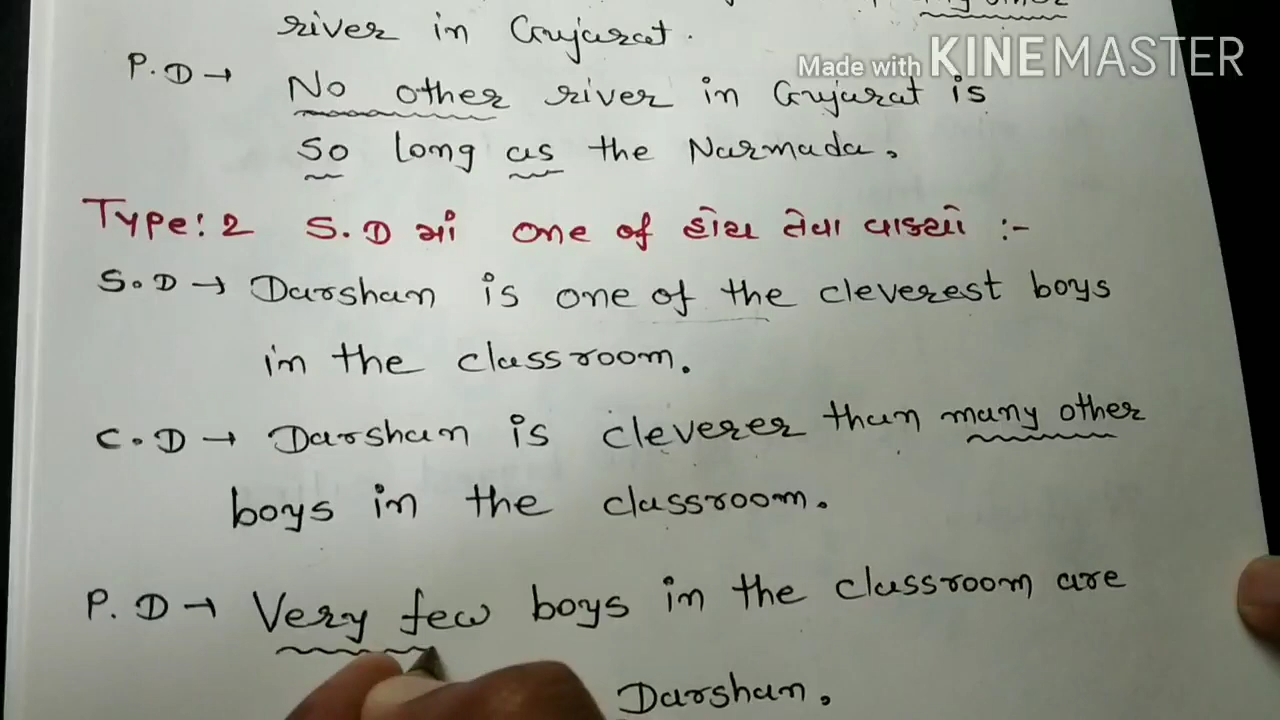 river in Gujarat.
Made with KINEMASTER
P.D → No other river in Gujarat is
so long as the Narmada.
Type: 2 S.D માં one of હોય તેવા વાક્યો :-
S.D → Darshan is one of the cleverest boys
in the classroom.
C.D → Darshan is cleverer than many other
boys in the classroom.
P.D → Very few boys in the classroom are
Darshan.